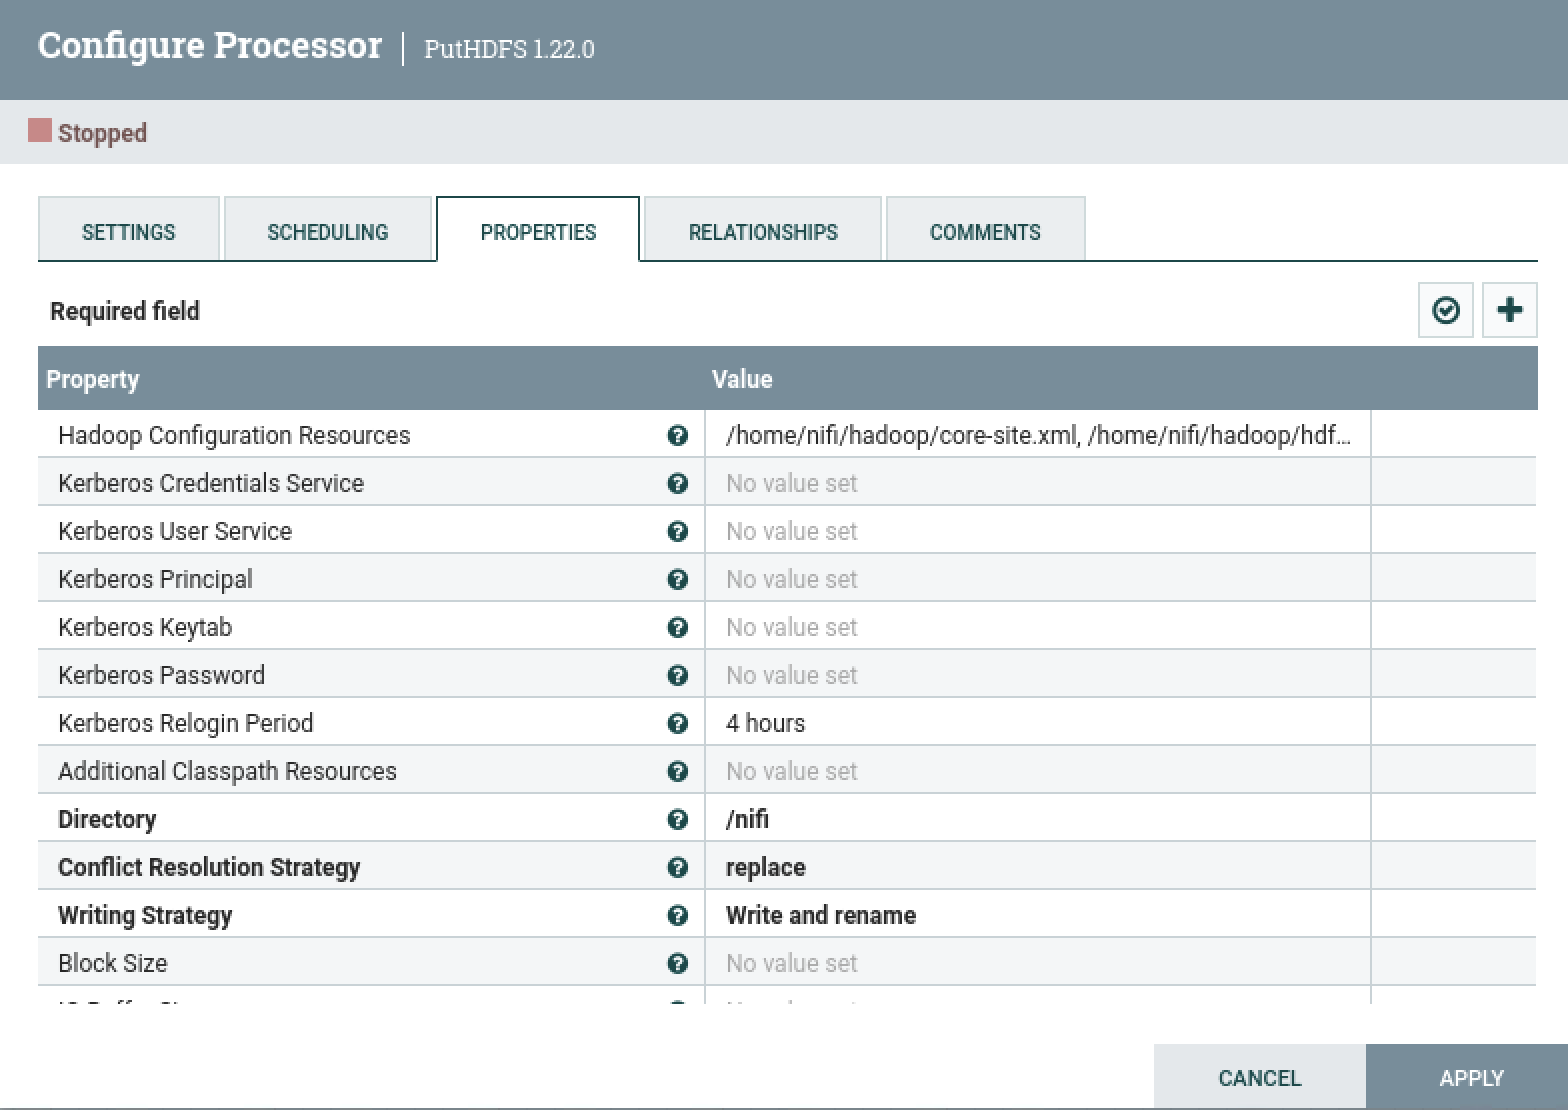 Configure Processor | PutHDFS 1.22.0
Stopped
SETTINGS SCHEDULING PROPERTIES RELATIONSHIPS COMMENTS
Required field
Property Value
Hadoop Configuration Resources /home/nifi/hadoop/core-site.xml, /home/nifi/hadoop/hdf...
Kerberos Credentials Service No value set
Kerberos User Service No value set
Kerberos Principal No value set
Kerberos Keytab No value set
Kerberos Password No value set
Kerberos Relogin Period 4 hours
Additional Classpath Resources No value set
Directory /nifi
Conflict Resolution Strategy replace
Writing Strategy Write and rename
Block Size No value set
CANCEL APPLY